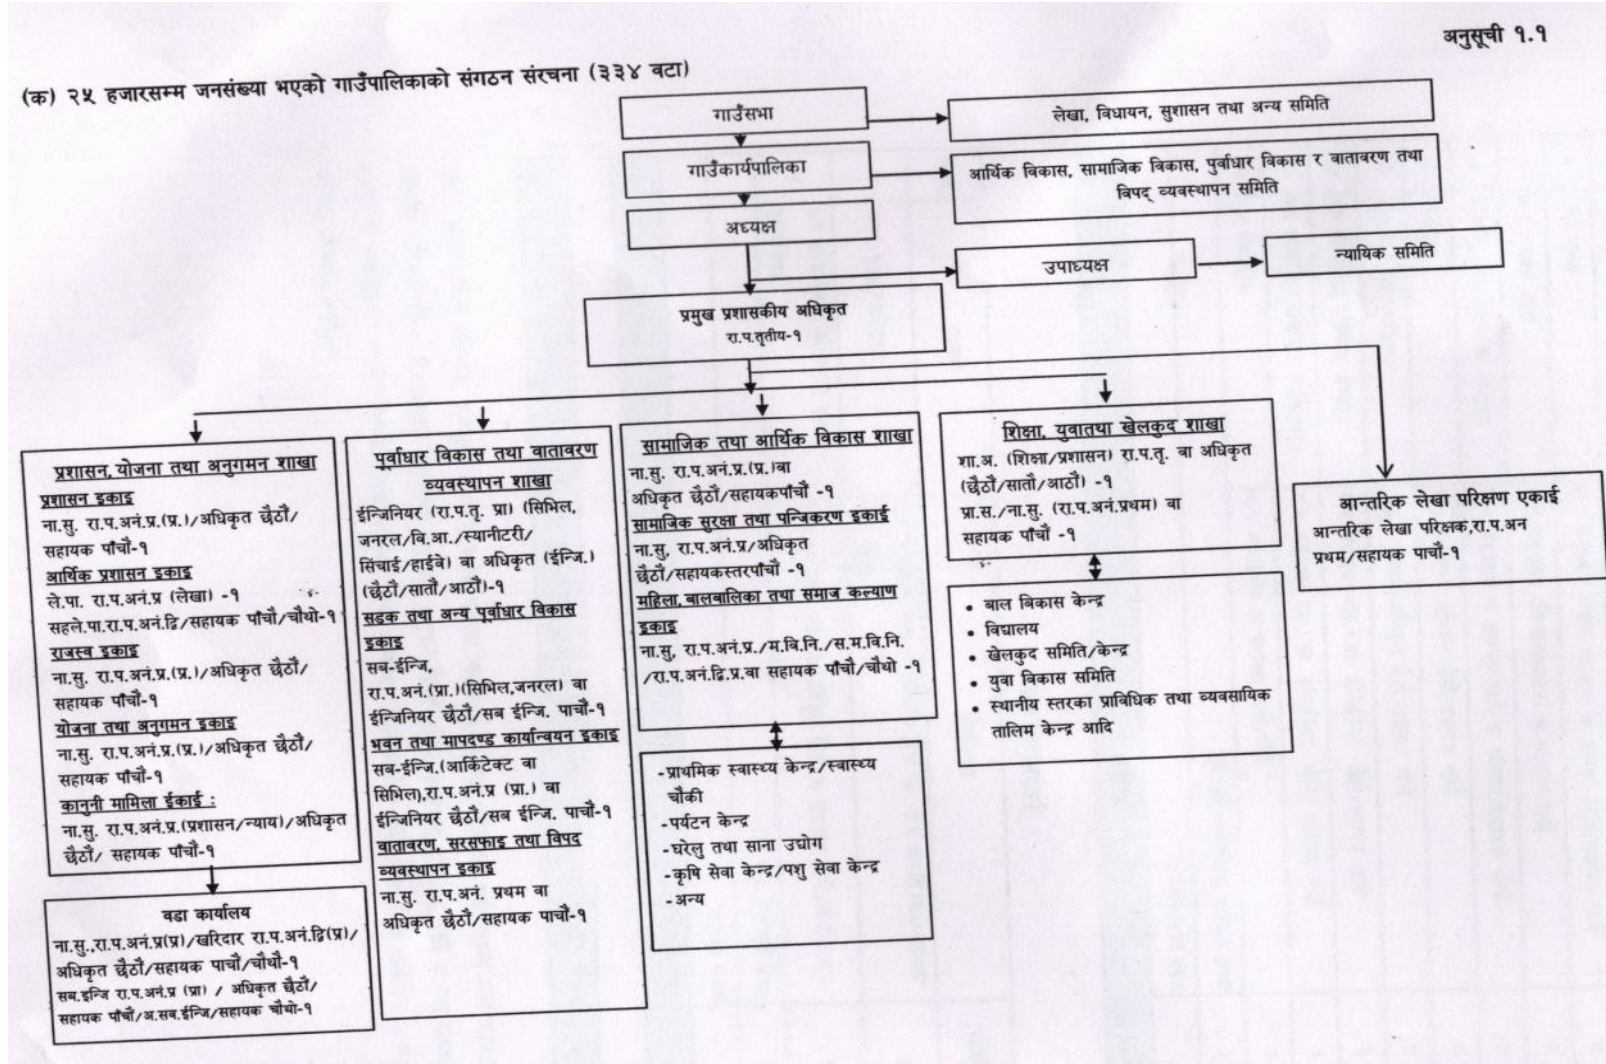 अनुसूची १.१
(क) २५ हजारसम्म जनसंख्या भएको गाउँपालिकाको संगठन संरचना (३३४ वटा)
गाउँसभा
लेखा, विधायन, सुशासन तथा अन्य समिति
गाउँकार्यपालिका
आर्थिक विकास, सामाजिक विकास, पुर्वाधार विकास र वातावरण तथा
विपद् व्यवस्थापन समिति
अध्यक्ष
उपाध्यक्ष
न्यायिक समिति
प्रमुख प्रशासकीय अधिकृत
रा.प.तृतीय-१
प्रशासन,योजना तथा अनुगमन शाखा
प्रशासन इकाइ
ना.सु. रा.प.अनं.प्र.(प्र.)/अधिकृत छैठौं/
सहायक पाँचौ-१
आर्थिक प्रशासन इकाइ
ले.पा. रा.प.अनं.प्र (लेखा) -१
सहले.पा.रा.प.अनं.द्वि/सहायक पाँचौ/चौथो-१
राजस्व इकाइ
ना.सु. रा.प.अनं.प्र.(प्र.)/अधिकृत छैठौं/
सहायक पाँचौ-१
योजना तथा अनुगमन इकाइ
ना.सु. रा.प.अनं.प्र.(प्र.)/अधिकृत छैठौं/
सहायक पाँचौ-१
कानुनी मामिला ईकाई :
ना.सु. रा.प.अनं.प्र.(प्रशासन/न्याय)/अधिकृत
छैठौं/ सहायक पाँचौ-१
वडा कार्यालय
ना.सु.,रा.प.अनं.प्र(प्र)/खरिदार रा.प.अनं.द्वि(प्र)/
अधिकृत छैठौं/सहायक पाचौं/चौथौ-१
सब.इन्जि रा.प.अनं.प्र (प्रा) / अधिकृत छैठौं/
सहायक पाँचौं/अ.सब.ईन्जि/सहायक चौथो-१
पूर्वाधार विकास तथा वातावरण
व्यवस्थापन शाखा
ईन्जिनियर (रा.प.तृ. प्रा) (सिभिल,
जनरल/वि.आ./स्यानीटरी/
सिंचाई/हाईवे) वा अधिकृत (ईन्जि.)
(छैठौं/सातौ/आठौ)-१
सडक तथा अन्य पूर्वाधार विकास
इकाइ
सब-ईन्जि,
रा.प.अनं.(प्रा.)(सिभिल,जनरल) वा
ईन्जिनियर छैठौं/सब ईन्जि. पाचौ-१
भवन तथा मापदण्ड कार्यान्वयन इकाइ
सब-ईन्जि.(आर्किटेक्ट वा
सिभिल),रा.प.अनं.प्र (प्रा.) वा
ईन्जिनियर छैठौं/सब ईन्जि. पाचौ-१
वातावरण, सरसफाइ तथा विपद
व्यवस्थापन इकाइ
ना.सु. रा.प.अनं. प्रथम वा
अधिकृत छैठौं/सहायक पाचौ-१
सामाजिक तथा आर्थिक विकास शाखा
ना.सु. रा.प.अनं.प्र.(प्र.)वा
अधिकृत छैठौं/सहायकपाँचौ -१
सामाजिक सुरक्षा तथा पन्जिकरण इकाइ
ना.सु, रा.प.अनं.प्र/अधिकृत
छैठौं/सहायकस्तरपाँचौ -१
महिला,बालबालिका तथा समाज कल्याण
इकाइ
ना.सु, रा.प.अनं.प्र./म.वि.नि./स.म.वि.नि.
/रा.प.अनं.द्वि.प्र.वा सहायक पाँचौ/चौथो -१
-प्राथमिक स्वास्थ्य केन्द्र/स्वास्थ्य
चौकी
-पर्यटन केन्द्र
-घरेलु तथा साना उद्योग
-कृषि सेवा केन्द्र/पशु सेवा केन्द्र
-अन्य
शिक्षा, युवातथा खेलकुद शाखा
शा.अ. (शिक्षा/प्रशासन) रा.प.तृ. वा अधिकृत
(छैठौं/सातौ/आठौ) -१
प्रा.स./ना.सु. (रा.प.अनं.प्रथम) वा
सहायक पाँचौ -१
• बाल बिकास केन्द्र
• विद्यालय
• खेलकुद समिति/केन्द्र
• युवा विकास समिति
• स्थानीय स्तरका प्राविधिक तथा व्यवसायिक
तालिम केन्द्र आदि
आन्तरिक लेखा परिक्षण एकाई
आन्तरिक लेखा परिक्षक,रा.प.अन
प्रथम/सहायक पाचौ-१